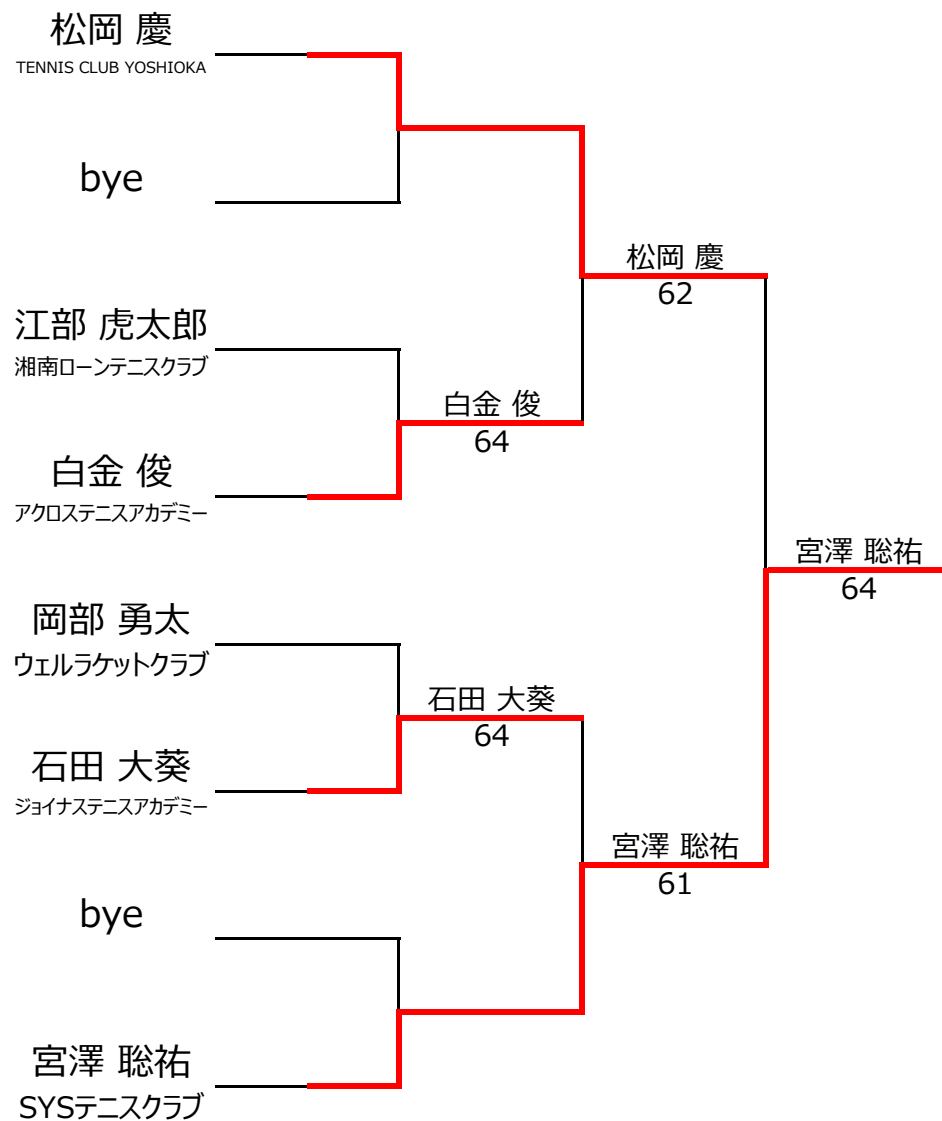 松岡 慶
TENNIS CLUB YOSHIOKA
bye
松岡 慶
62
江部 虎太郎
湘南ローンテニスクラブ
白金 俊
64
白金 俊
アクロステニスアカデミー
宮澤 聡祐
64
岡部 勇太
ウェルラケットクラブ
石田 大葵
64
石田 大葵
ジョイナステニスアカデミー
宮澤 聡祐
61
bye
宮澤 聡祐
SYSテニスクラブ